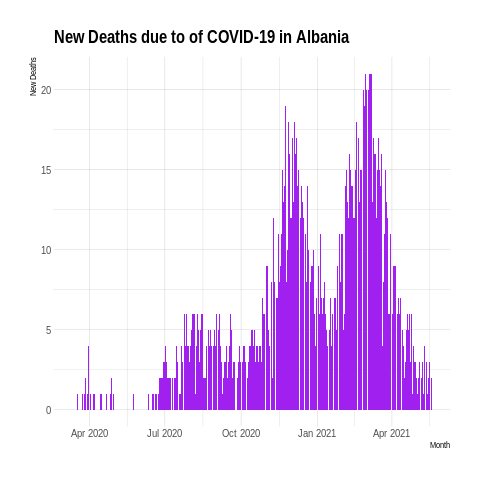 New Deaths due to of COVID-19 in Albania
New Deaths
20
15
10
5
0
Apr 2020 Jul 2020 Oct 2020 Jan 2021 Apr 2021
Month